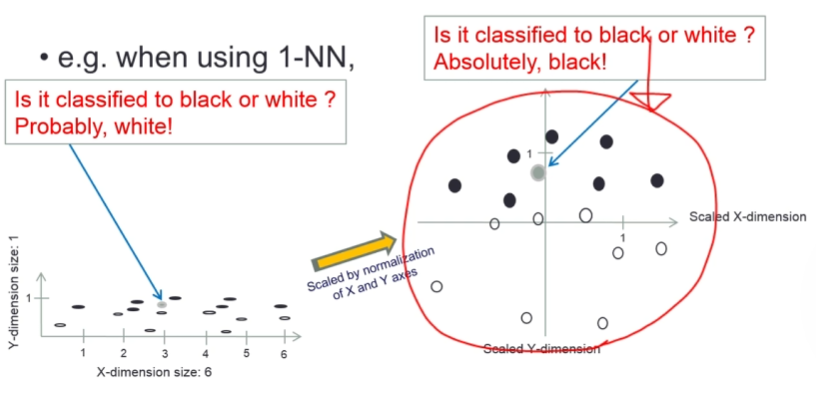 • e.g. when using 1-NN,
Is it classified to black or white ?
Probably, white!
Y-dimension size: 1
1
1 2 3 4 5 6
X-dimension size: 6
Scaled by normalization
of X and Y axes
Is it classified to black or white ?
Absolutely, black!
1
Scaled X-dimension
1
Scaled Y-dimension